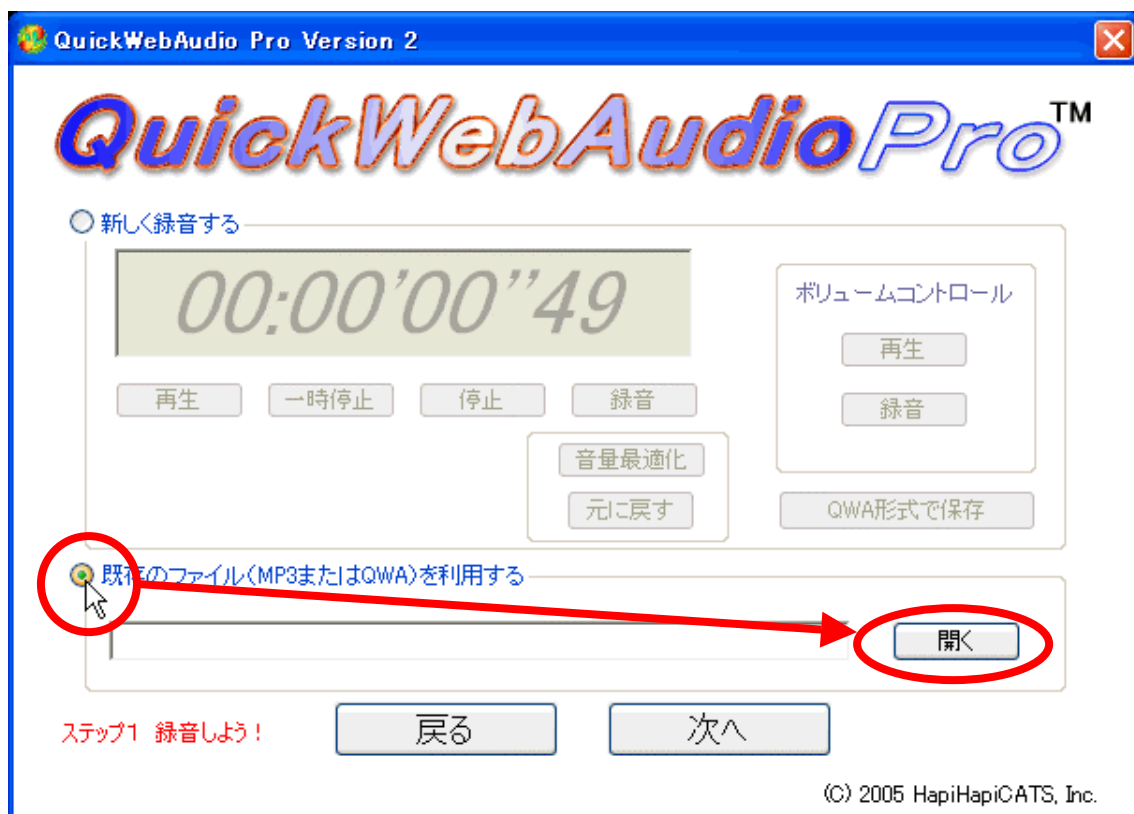 QuickWebAudio Pro Version 2
QuickWebAudioPro™
新しく録音する
00:00'00''49
ボリュームコントロール
再生
録音
再生 一時停止 停止 録音
音量最適化
元に戻す
QWA形式で保存
既存のファイル(MP3またはQWA)を利用する
開く
ステップ1 録音しよう！
戻る
次へ
(C) 2005 HapiHapiCATS, Inc.